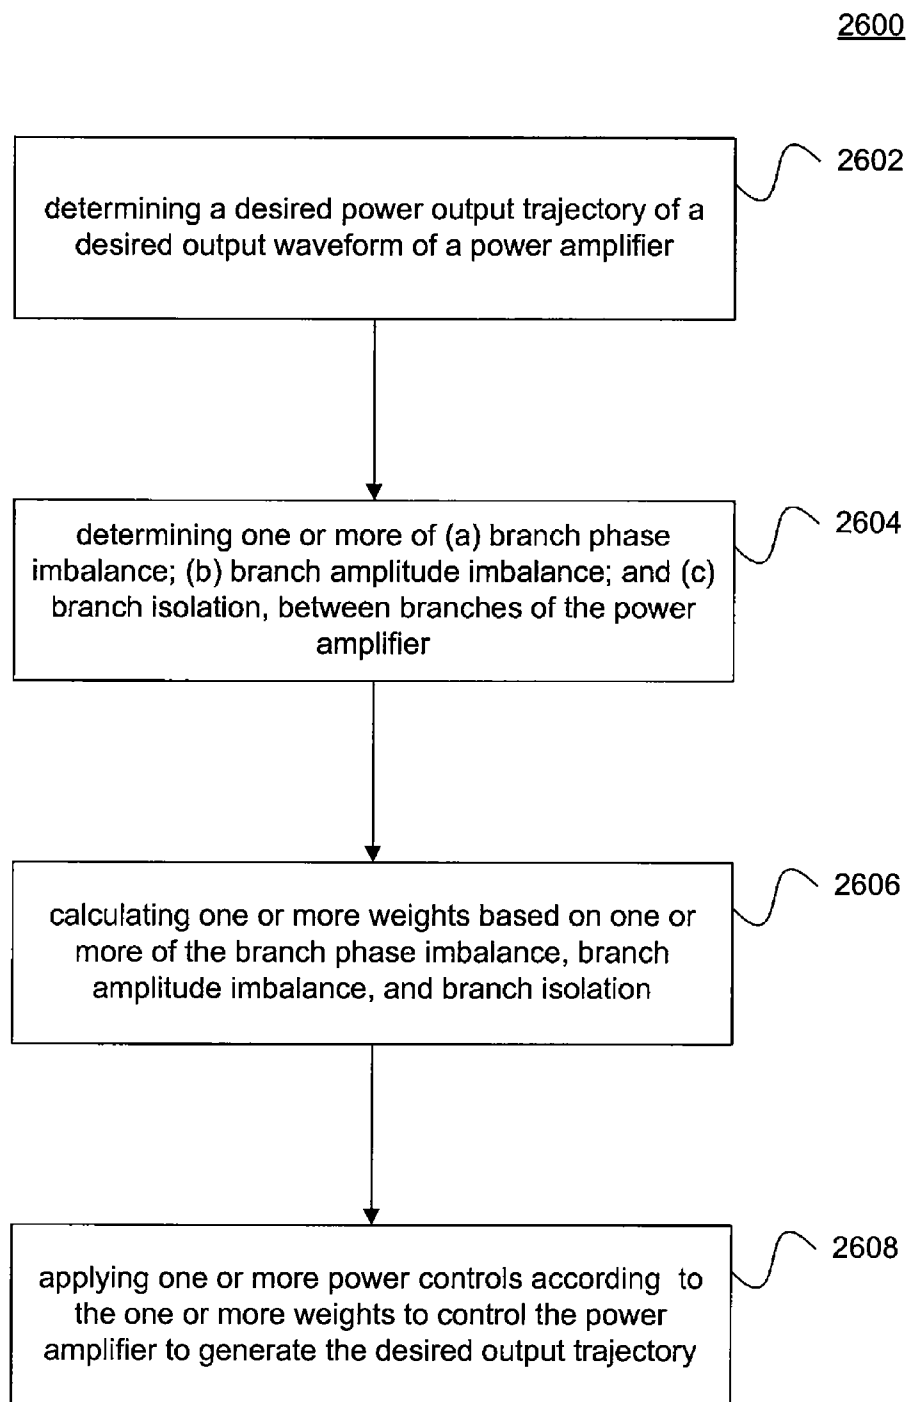 2600
2602
determining a desired power output trajectory of a
desired output waveform of a power amplifier
2604
determining one or more of (a) branch phase
imbalance; (b) branch amplitude imbalance; and (c)
branch isolation, between branches of the power
amplifier
2606
calculating one or more weights based on one or
more of the branch phase imbalance, branch
amplitude imbalance, and branch isolation
2608
applying one or more power controls according to
the one or more weights to control the power
amplifier to generate the desired output trajectory